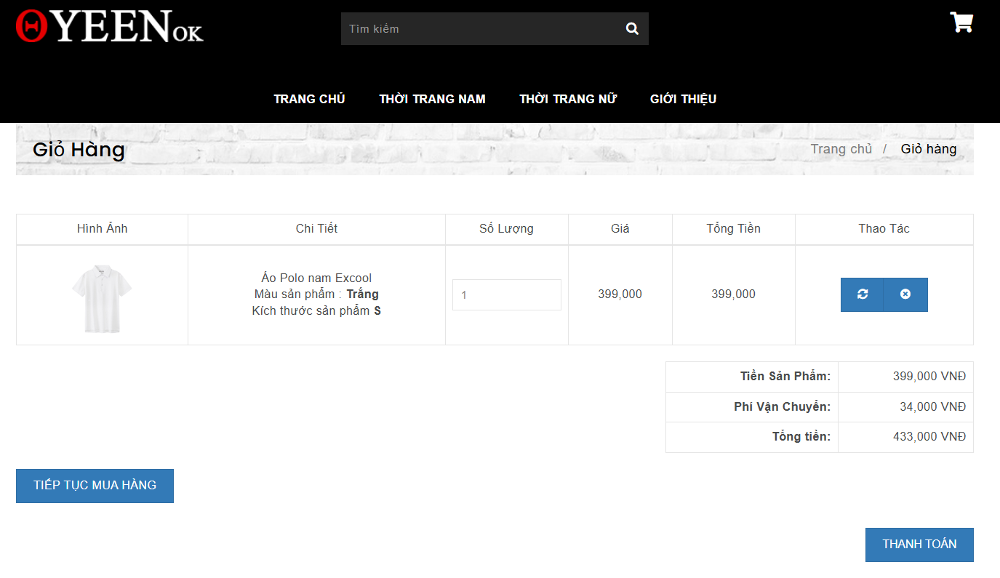 ΘYEENOK
Tìm kiếm
TRANG CHỦ THỜI TRANG NAM THỜI TRANG NỮ GIỚI THIỆU
Giỏ Hàng
Trang chủ / Giỏ hàng
Hình Ảnh Chi Tiết Số Lượng Giá Tổng Tiền Thao Tác
Áo Polo nam Excool
Màu sản phẩm : Trắng
Kích thước sản phẩm S
1
399,000
399,000
Tiền Sản Phẩm: 399,000 VNĐ
Phí Vận Chuyển: 34,000 VNĐ
Tổng tiền: 433,000 VNĐ
TIẾP TỤC MUA HÀNG
THANH TOÁN